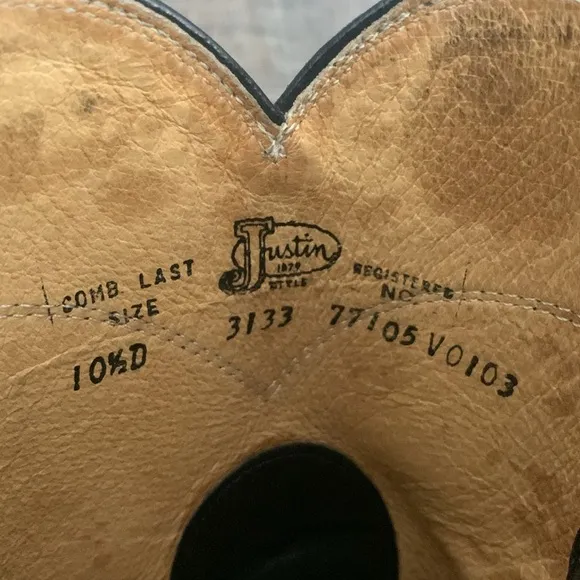 Justin
1879
COMB LAST STYLE REGISTERED
SIZE NO
10½D 3133 77105 V0103